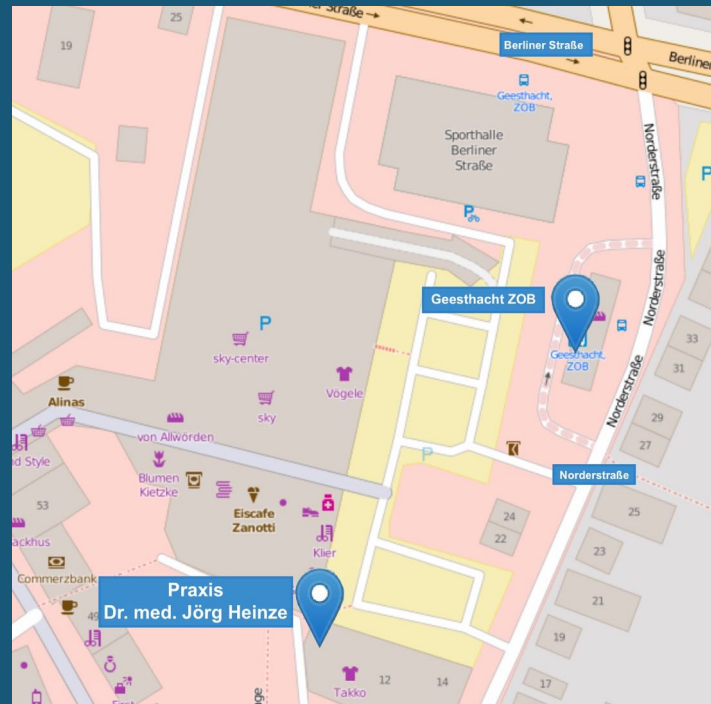 Berliner Straße
25
19
Berliner Straße
Geesthacht,
ZOB
Sporthalle
Berliner
Straße
Norderstraße
P
P
Norderstraße
Geesthacht ZOB
P
sky-center
Geesthacht,
ZOB
33
31
Alinas
sky
Vögele
Norderstraße
29
27
von Allwörden
P
Norderstraße
Blumen
Kietzke
53
Eiscafe
Zanotti
24
22
25
Klier
23
Commerzbank
Praxis
Dr. med. Jörg Heinze
21
49
19
Takko
12
14
17